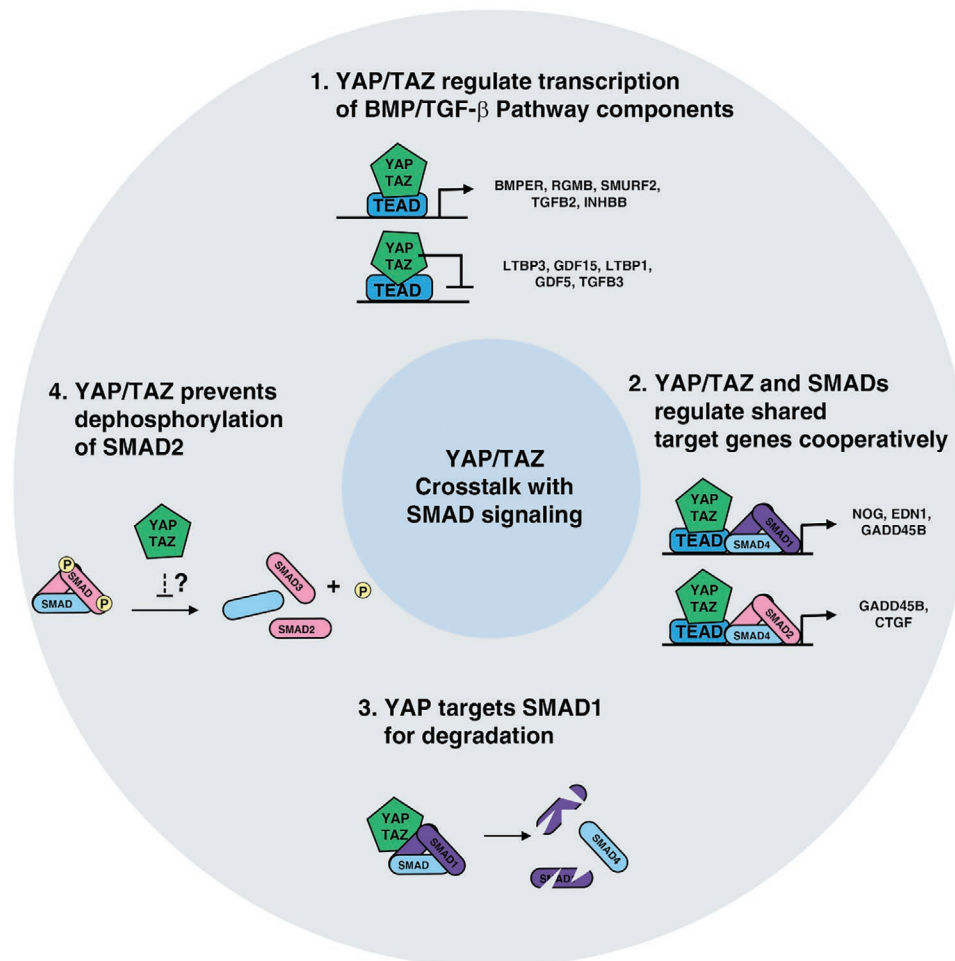 1. YAP/TAZ regulate transcription
of BMP/TGF-β Pathway components
YAP
TAZ
TEAD
BMPER, RGMB, SMURF2,
TGFB2, INHBB
YAP
TAZ
TEAD
LTBP3, GDF15, LTBP1,
GDF5, TGFB3
2. YAP/TAZ and SMADs
regulate shared
target genes cooperatively
YAP
TAZ
TEAD
SMAD4
SMAD1
NOG, EDN1,
GADD45B
YAP
TAZ
TEAD
SMAD4
SMAD2
GADD45B,
CTGF
YAP/TAZ
Crosstalk with
SMAD signaling
3. YAP targets SMAD1
for degradation
YAP
TAZ
SMAD
SMAD1
SMAD4
4. YAP/TAZ prevents
dephosphorylation
of SMAD2
YAP
TAZ
?
P
SMAD
SMAD
P
SMAD3
+ P
SMAD2